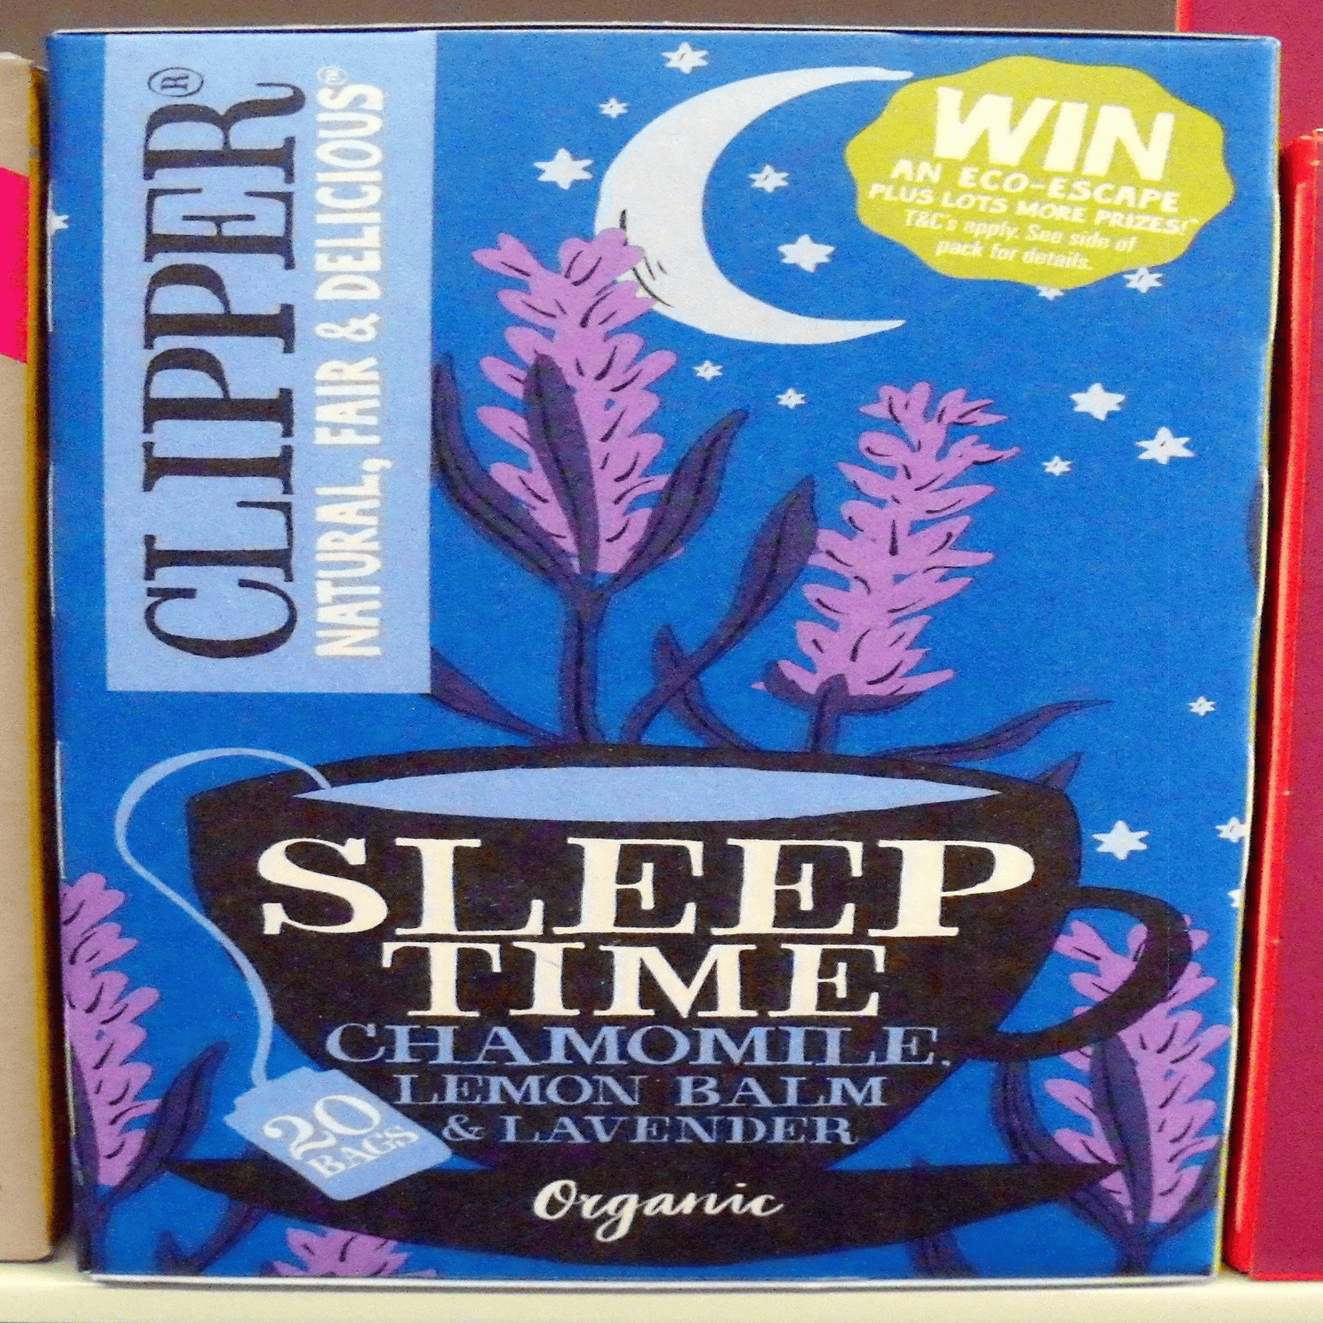 CLIPPER®
NATURAL, FAIR & DELICIOUS™
WIN
AN ECO-ESCAPE
PLUS LOTS MORE PRIZES!*
T&C's apply. See side of
pack for details.
SLEEP
TIME
CHAMOMILE,
LEMON BALM
& LAVENDER
20
BAGS
Organic